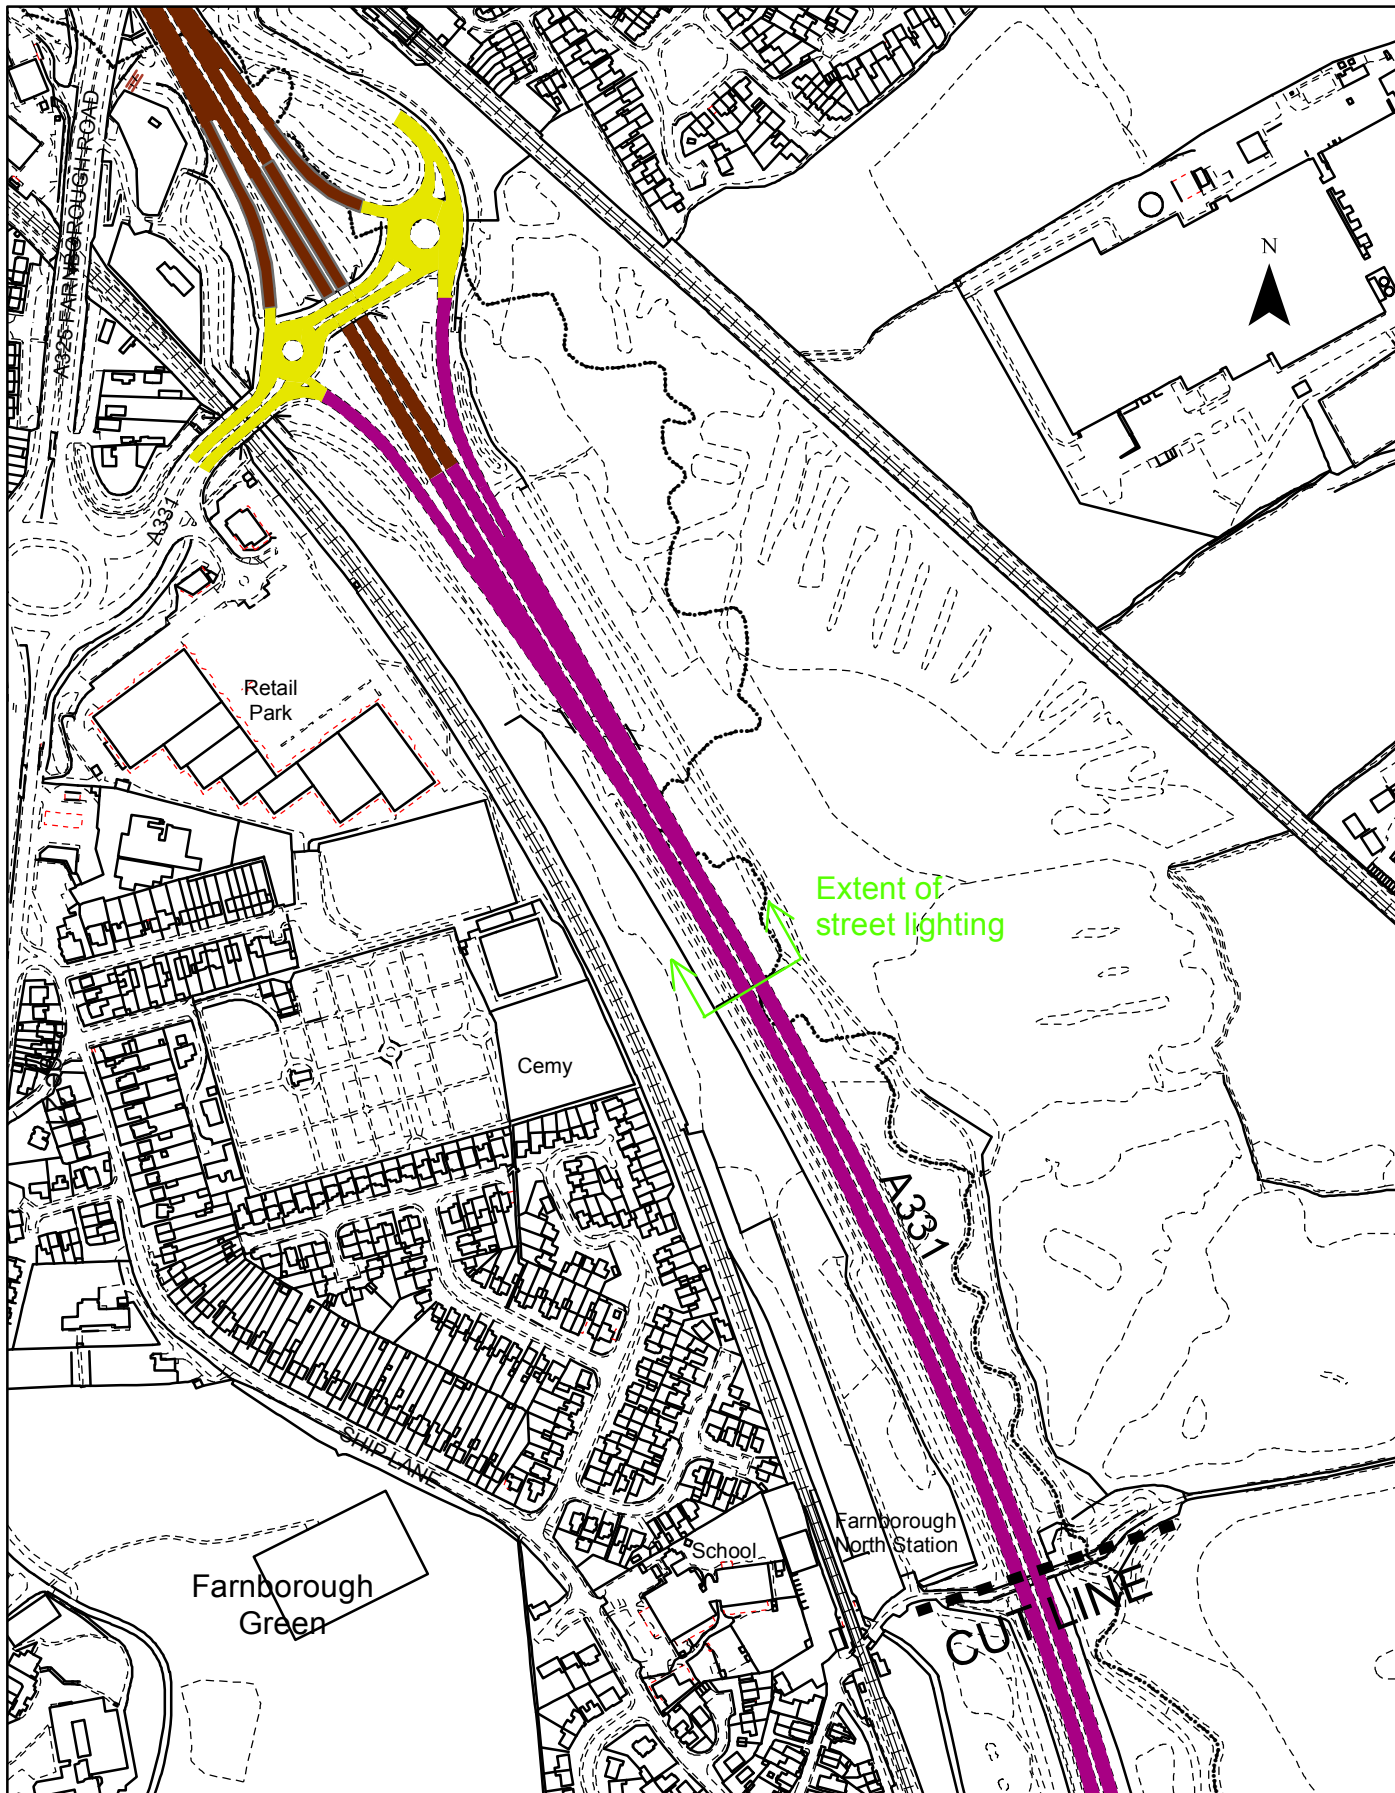 A325 FARNBOROUGH ROAD
N
A331
Retail
Park
Extent of
street lighting
Cemy
A331
SHIP LANE
Farnborough
North Station
School
Farnborough
Green
CUT LINE